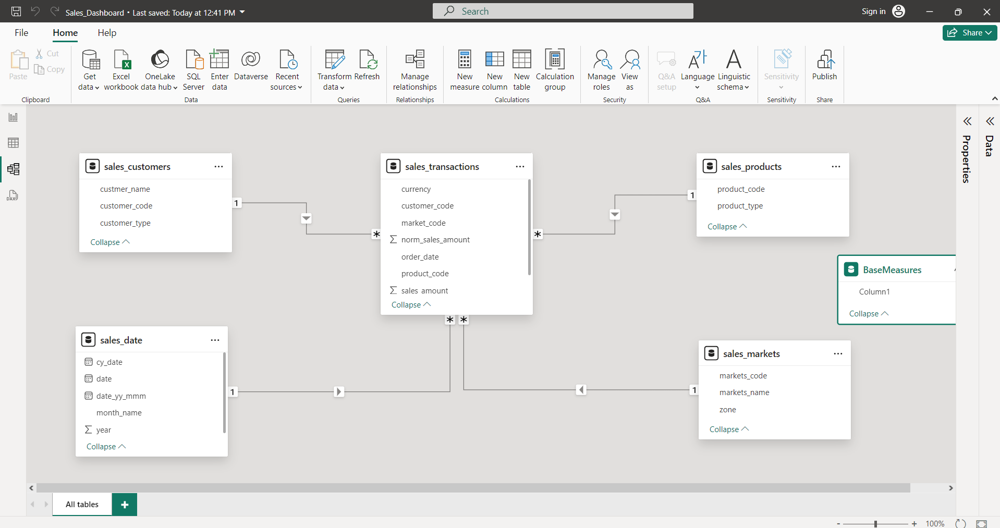 Sales_Dashboard • Last saved: Today at 12:41 PM
Search
Sign in
File
Home
Help
Share
Paste
Cut
Copy
Clipboard
Get data
Excel workbook
OneLake data hub
SQL Server
Enter data
Dataverse
Recent sources
Data
Transform data
Refresh
Queries
Manage relationships
Relationships
New measure
New column
New table
Calculation group
Calculations
Manage roles
View as
Security
Q&A setup
Language
Linguistic schema
Q&A
Sensitivity
Sensitivity
Publish
Share
DAX
Properties
Data
sales_customers
custmer_name
customer_code
customer_type
Collapse
1
*
sales_transactions
currency
customer_code
market_code
norm_sales_amount
order_date
product_code
sales_amount
Collapse
*
1
sales_products
product_code
product_type
Collapse
BaseMeasures
Column1
Collapse
* *
sales_date
cy_date
date
date_yy_mmm
month_name
year
Collapse
1
1
sales_markets
markets_code
markets_name
zone
Collapse
All tables
+
- + 100%